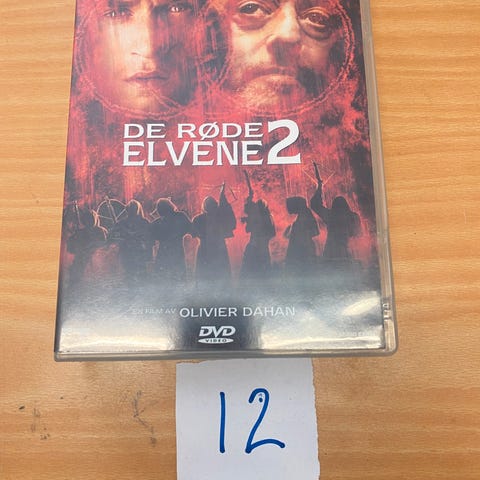 DE RØDE
ELVENE 2
EN FILM AV OLIVIER DAHAN
DVD
VIDEO
12